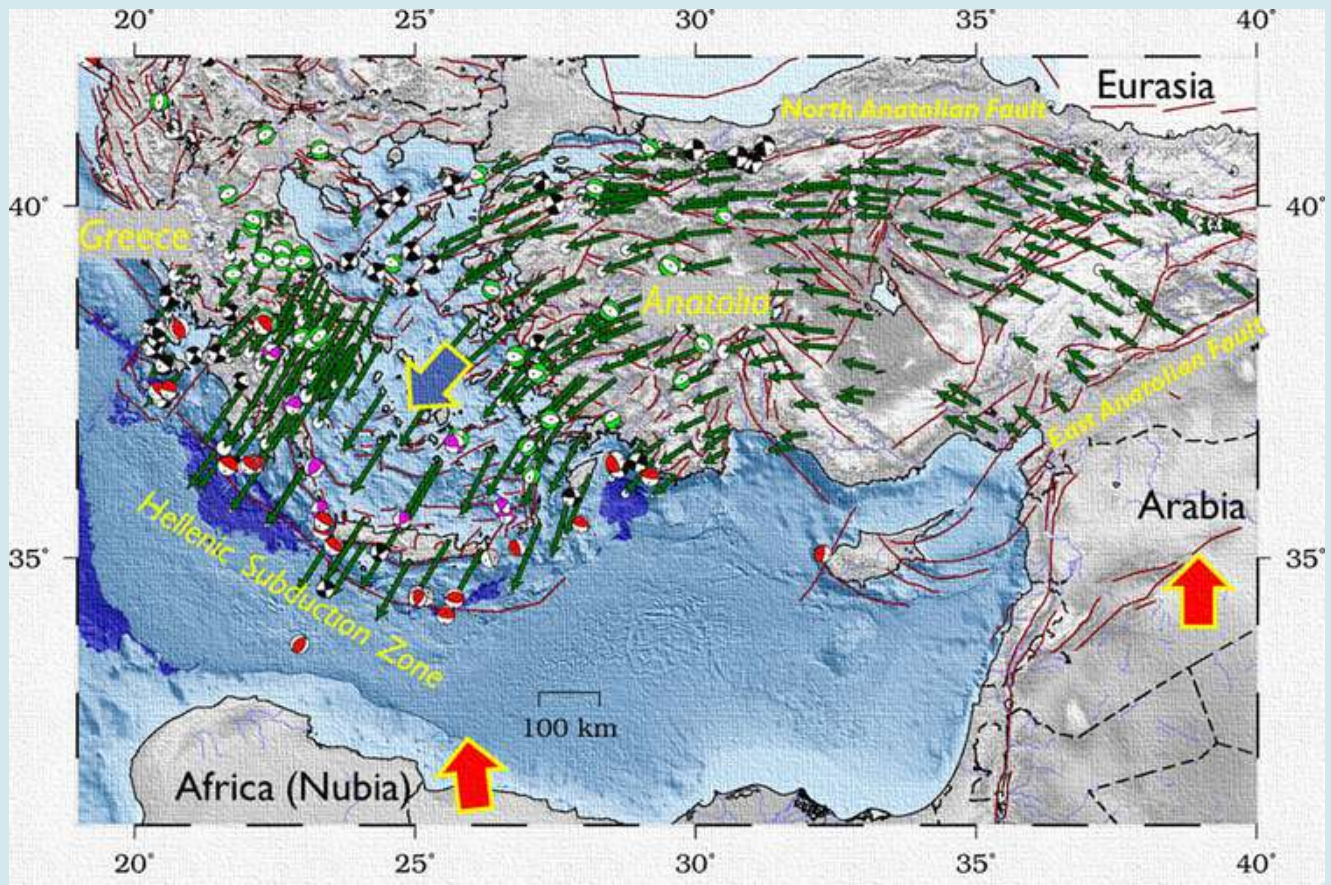 20° 25° 30° 35° 40°
Eurasia
North Anatolian Fault
40° 40°
Greece
Anatolia
East Anatolian Fault
Arabia
Hellenic Subduction Zone
35° 35°
100 km
Africa (Nubia)
20° 25° 30° 35° 40°